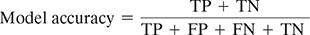 Model accuracy = TP + TN / TP + FP + FN + TN